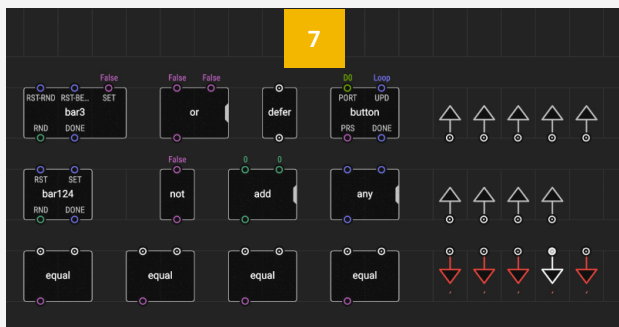 7
False False False D0 Loop
RST-RND RST-BE... SET PORT UPD
bar3 or defer button
RND DONE PRS DONE
False 0 0
RST SET
bar124 not add any
RND DONE
equal equal equal equal